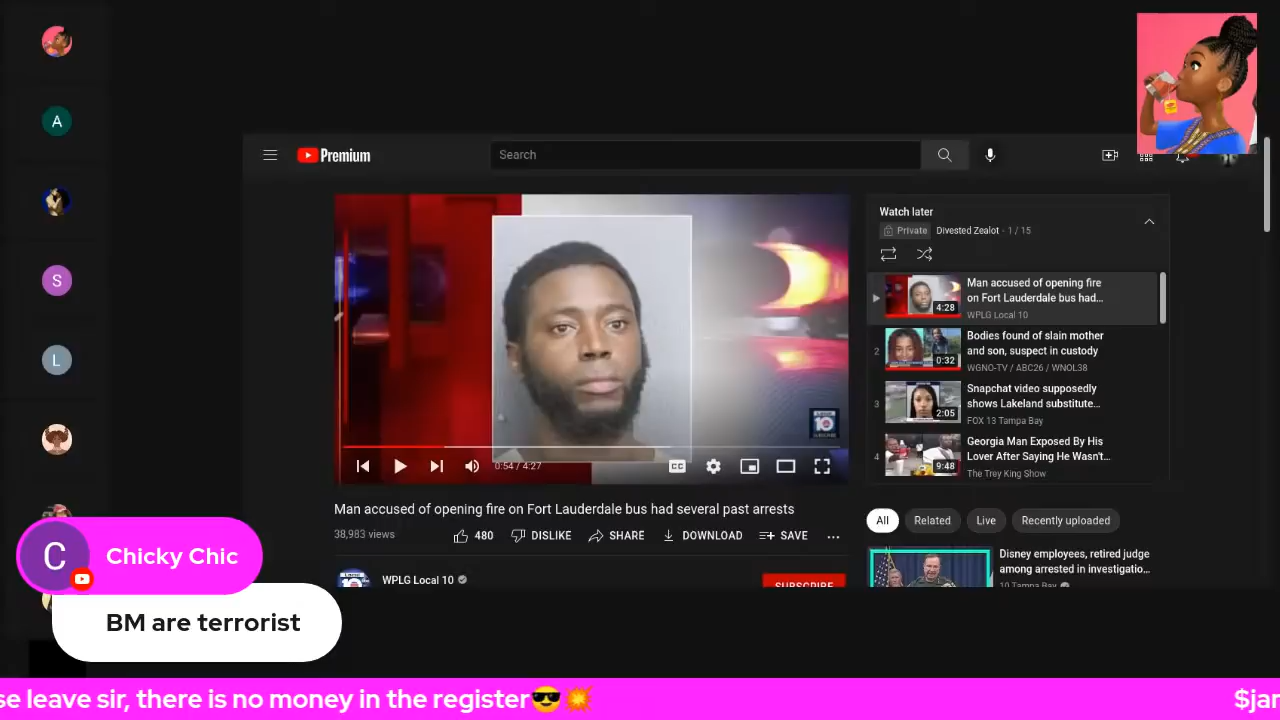 A
S
L
Premium
Search
Watch later
Private Divested Zealot - 1 / 15
Man accused of opening fire
on Fort Lauderdale bus had...
WPLG Local 10
4:28
2
Bodies found of slain mother
and son, suspect in custody
WGNO-TV / ABC26 / WNOL38
0:32
3
Snapchat video supposedly
shows Lakeland substitute...
FOX 13 Tampa Bay
2:05
4
Georgia Man Exposed By His
Lover After Saying He Wasn't...
The Trey King Show
9:48
10
CC
0:54 / 4:27
Man accused of opening fire on Fort Lauderdale bus had several past arrests
38,983 views
480 DISLIKE SHARE DOWNLOAD SAVE
WPLG Local 10
SUBSCRIBE
All Related Live Recently uploaded
Disney employees, retired judge
among arrested in investigatio...
10 Tampa Bay
C Chicky Chic
BM are terrorist
se leave sir, there is no money in the register😎💥
$jar